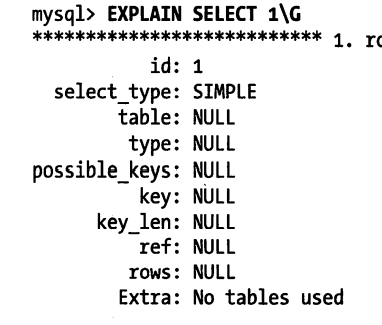 mysql> EXPLAIN SELECT 1\G
*************************** 1. ro
id: 1
select_type: SIMPLE
table: NULL
type: NULL
possible_keys: NULL
key: NULL
key_len: NULL
ref: NULL
rows: NULL
Extra: No tables used